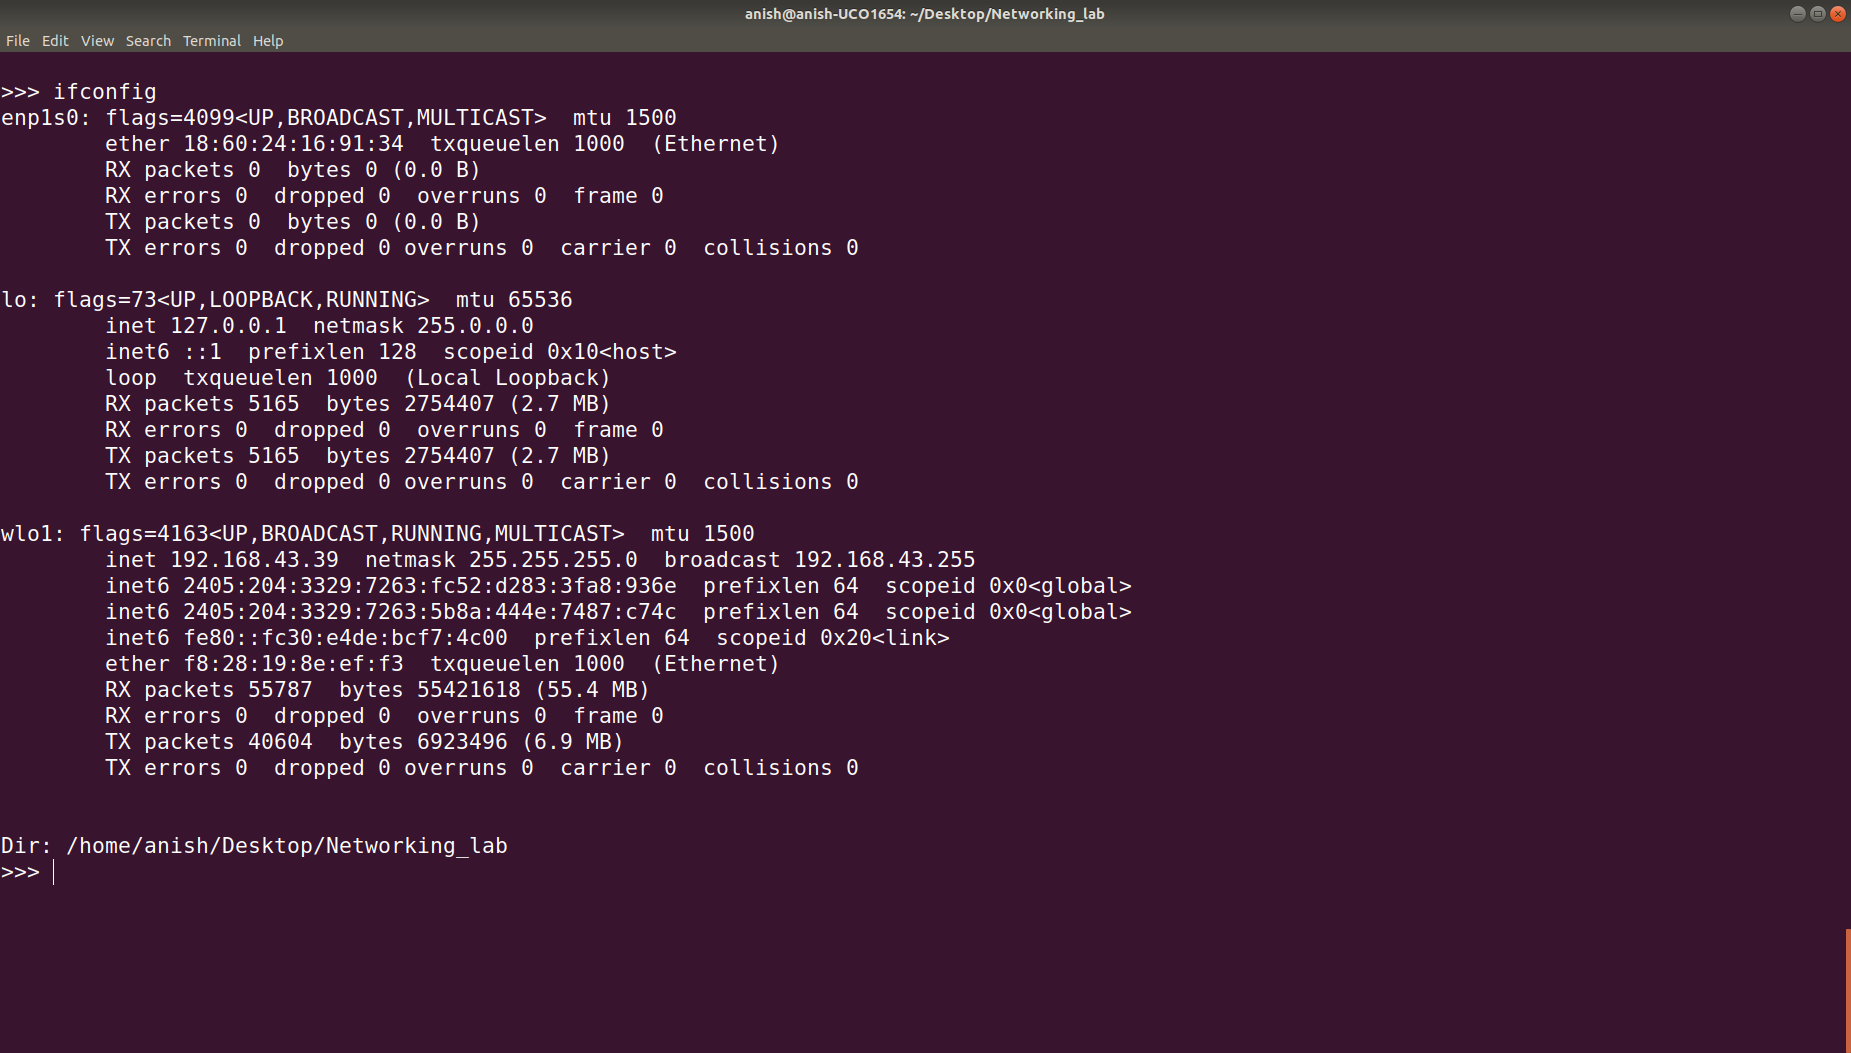 anish@anish-UCO1654: ~/Desktop/Networking_lab
File Edit View Search Terminal Help
>>> ifconfig
enp1s0: flags=4099<UP,BROADCAST,MULTICAST>  mtu 1500
        ether 18:60:24:16:91:34  txqueuelen 1000  (Ethernet)
        RX packets 0  bytes 0 (0.0 B)
        RX errors 0  dropped 0  overruns 0  frame 0
        TX packets 0  bytes 0 (0.0 B)
        TX errors 0  dropped 0 overruns 0  carrier 0  collisions 0
lo: flags=73<UP,LOOPBACK,RUNNING>  mtu 65536
        inet 127.0.0.1  netmask 255.0.0.0
        inet6 ::1  prefixlen 128  scopeid 0x10<host>
        loop  txqueuelen 1000  (Local Loopback)
        RX packets 5165  bytes 2754407 (2.7 MB)
        RX errors 0  dropped 0  overruns 0  frame 0
        TX packets 5165  bytes 2754407 (2.7 MB)
        TX errors 0  dropped 0 overruns 0  carrier 0  collisions 0
wlo1: flags=4163<UP,BROADCAST,RUNNING,MULTICAST>  mtu 1500
        inet 192.168.43.39  netmask 255.255.255.0  broadcast 192.168.43.255
        inet6 2405:204:3329:7263:fc52:d283:3fa8:936e  prefixlen 64  scopeid 0x0<global>
        inet6 2405:204:3329:7263:5b8a:444e:7487:c74c  prefixlen 64  scopeid 0x0<global>
        inet6 fe80::fc30:e4de:bcf7:4c00  prefixlen 64  scopeid 0x20<link>
        ether f8:28:19:8e:ef:f3  txqueuelen 1000  (Ethernet)
        RX packets 55787  bytes 55421618 (55.4 MB)
        RX errors 0  dropped 0  overruns 0  frame 0
        TX packets 40604  bytes 6923496 (6.9 MB)
        TX errors 0  dropped 0 overruns 0  carrier 0  collisions 0
Dir: /home/anish/Desktop/Networking_lab
>>>